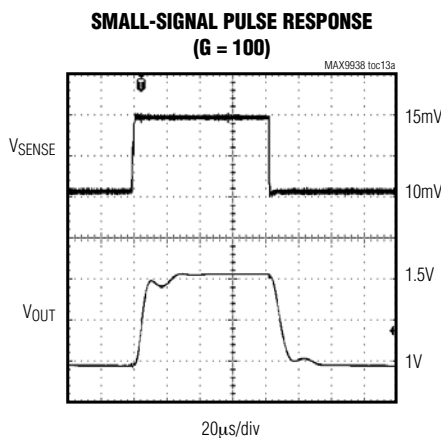 SMALL-SIGNAL PULSE RESPONSE
(G = 100)
MAX9938 toc13a
T
15mV
VSENSE
10mV
1.5V
VOUT
1V
20μs/div